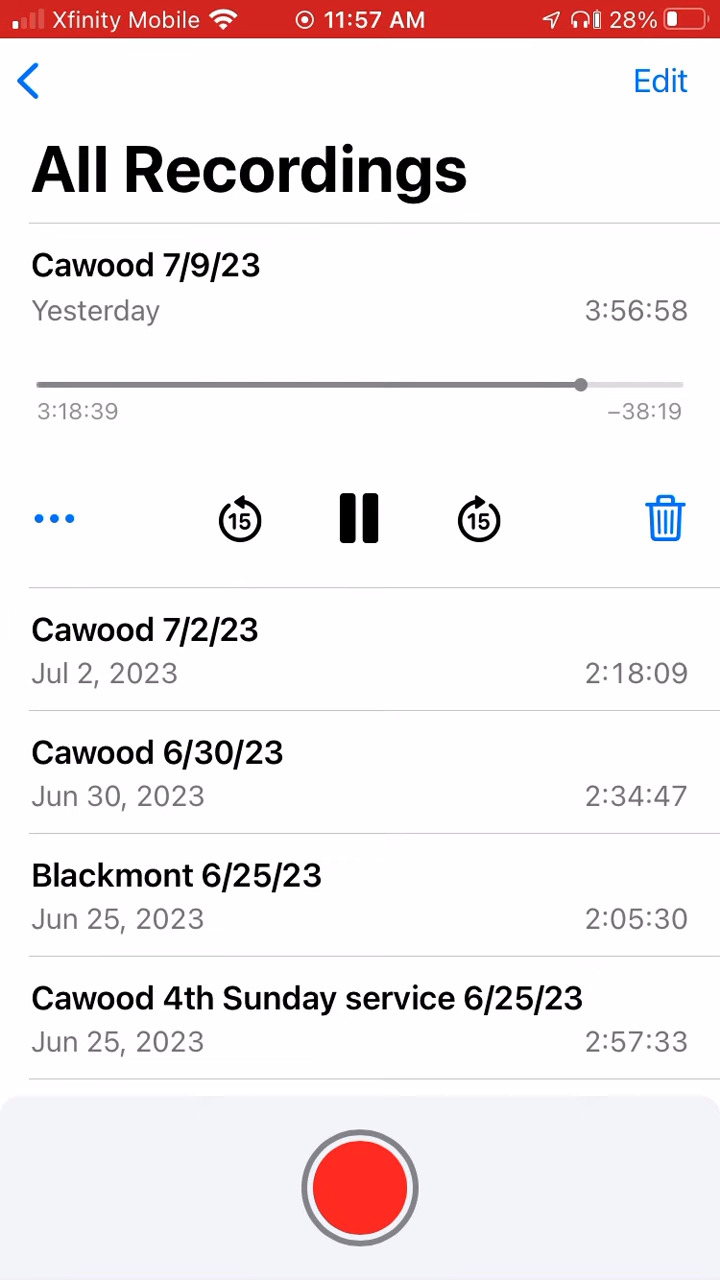 Xfinity Mobile 11:57 AM 28%
Edit
All Recordings
Cawood 7/9/23
Yesterday 3:56:58
3:18:39 –38:19
15 15
Cawood 7/2/23
Jul 2, 2023 2:18:09
Cawood 6/30/23
Jun 30, 2023 2:34:47
Blackmont 6/25/23
Jun 25, 2023 2:05:30
Cawood 4th Sunday service 6/25/23
Jun 25, 2023 2:57:33